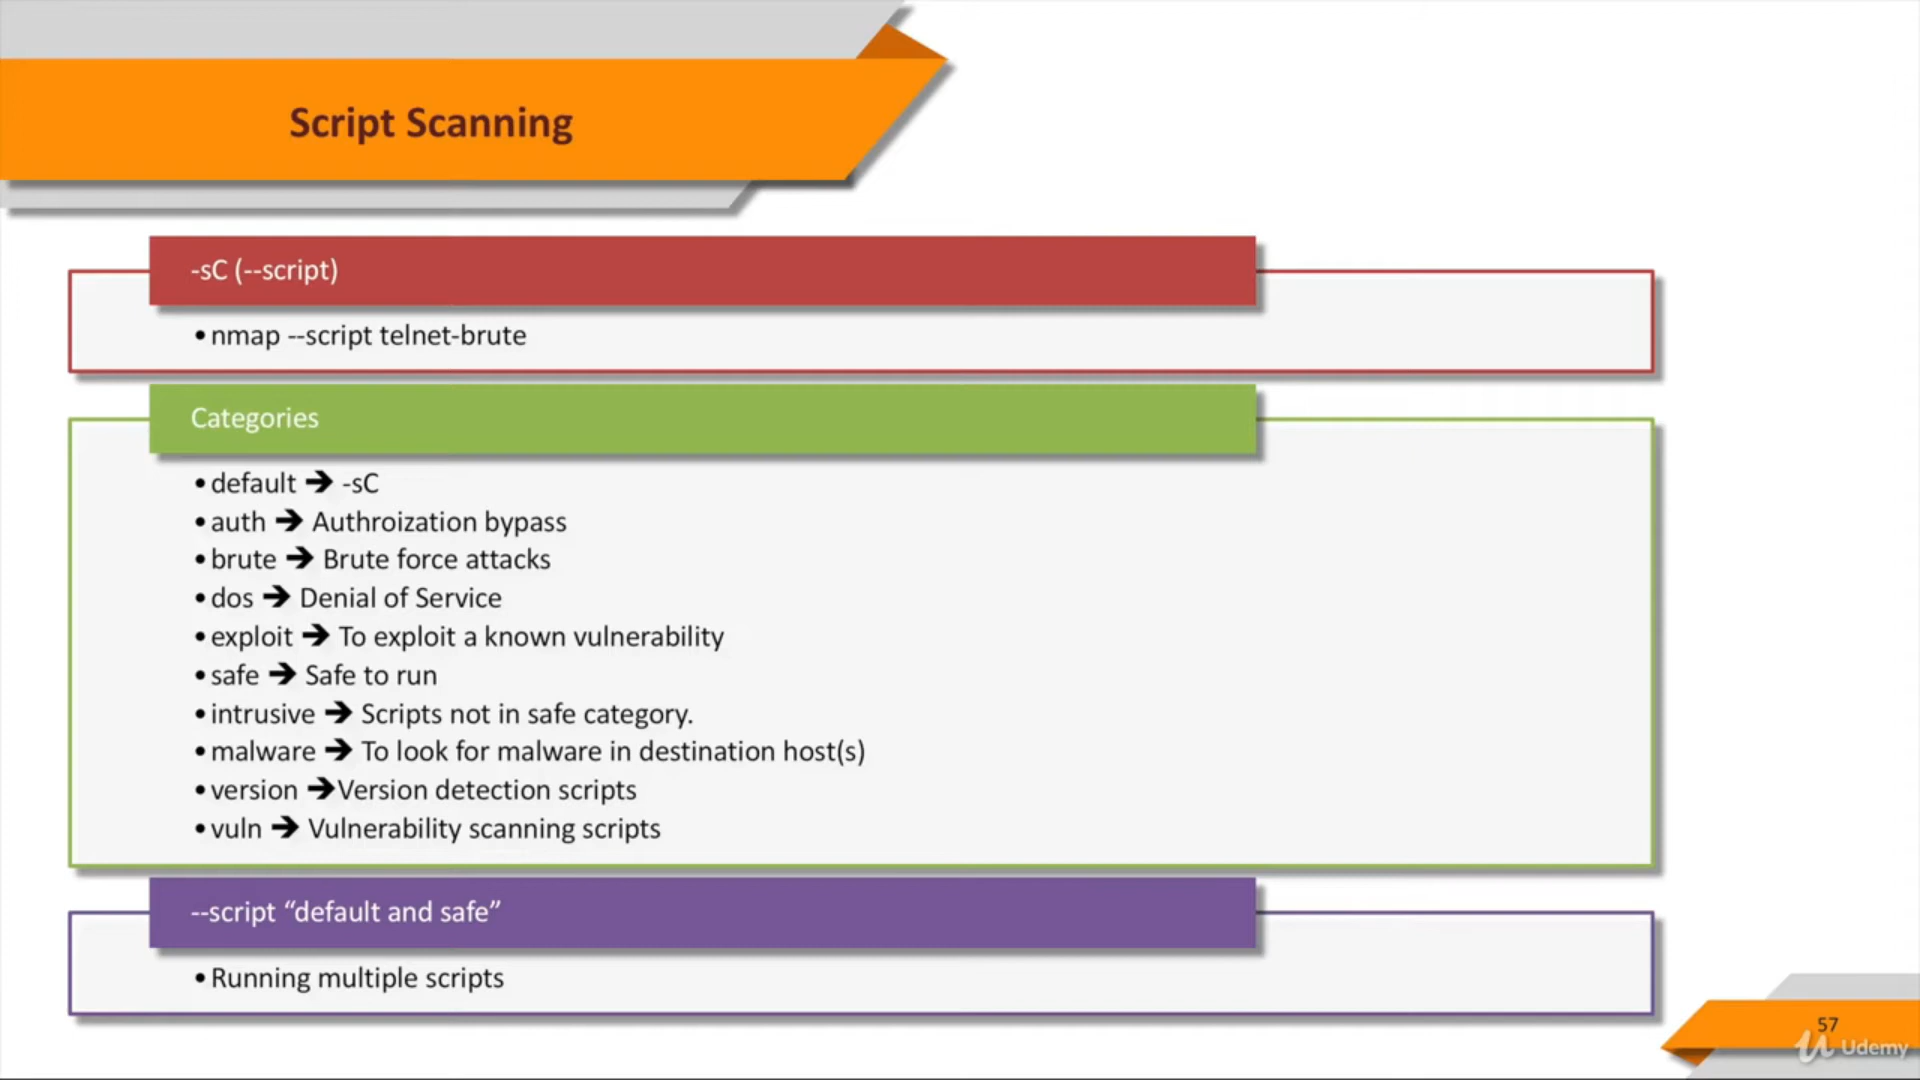 Script Scanning
-sC (--script)
•nmap --script telnet-brute
Categories
•default ➔ -sC
•auth ➔ Authroization bypass
•brute ➔ Brute force attacks
•dos ➔ Denial of Service
•exploit ➔ To exploit a known vulnerability
•safe ➔ Safe to run
•intrusive ➔ Scripts not in safe category.
•malware ➔ To look for malware in destination host(s)
•version ➔Version detection scripts
•vuln ➔ Vulnerability scanning scripts
--script “default and safe”
•Running multiple scripts
57
Udemy